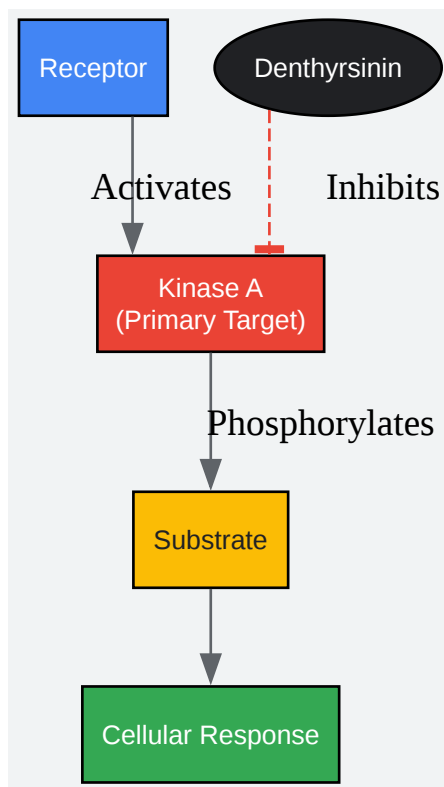 Receptor
Denthyrsinin
Activates
Inhibits
Kinase A
(Primary Target)
Phosphorylates
Substrate
Cellular Response